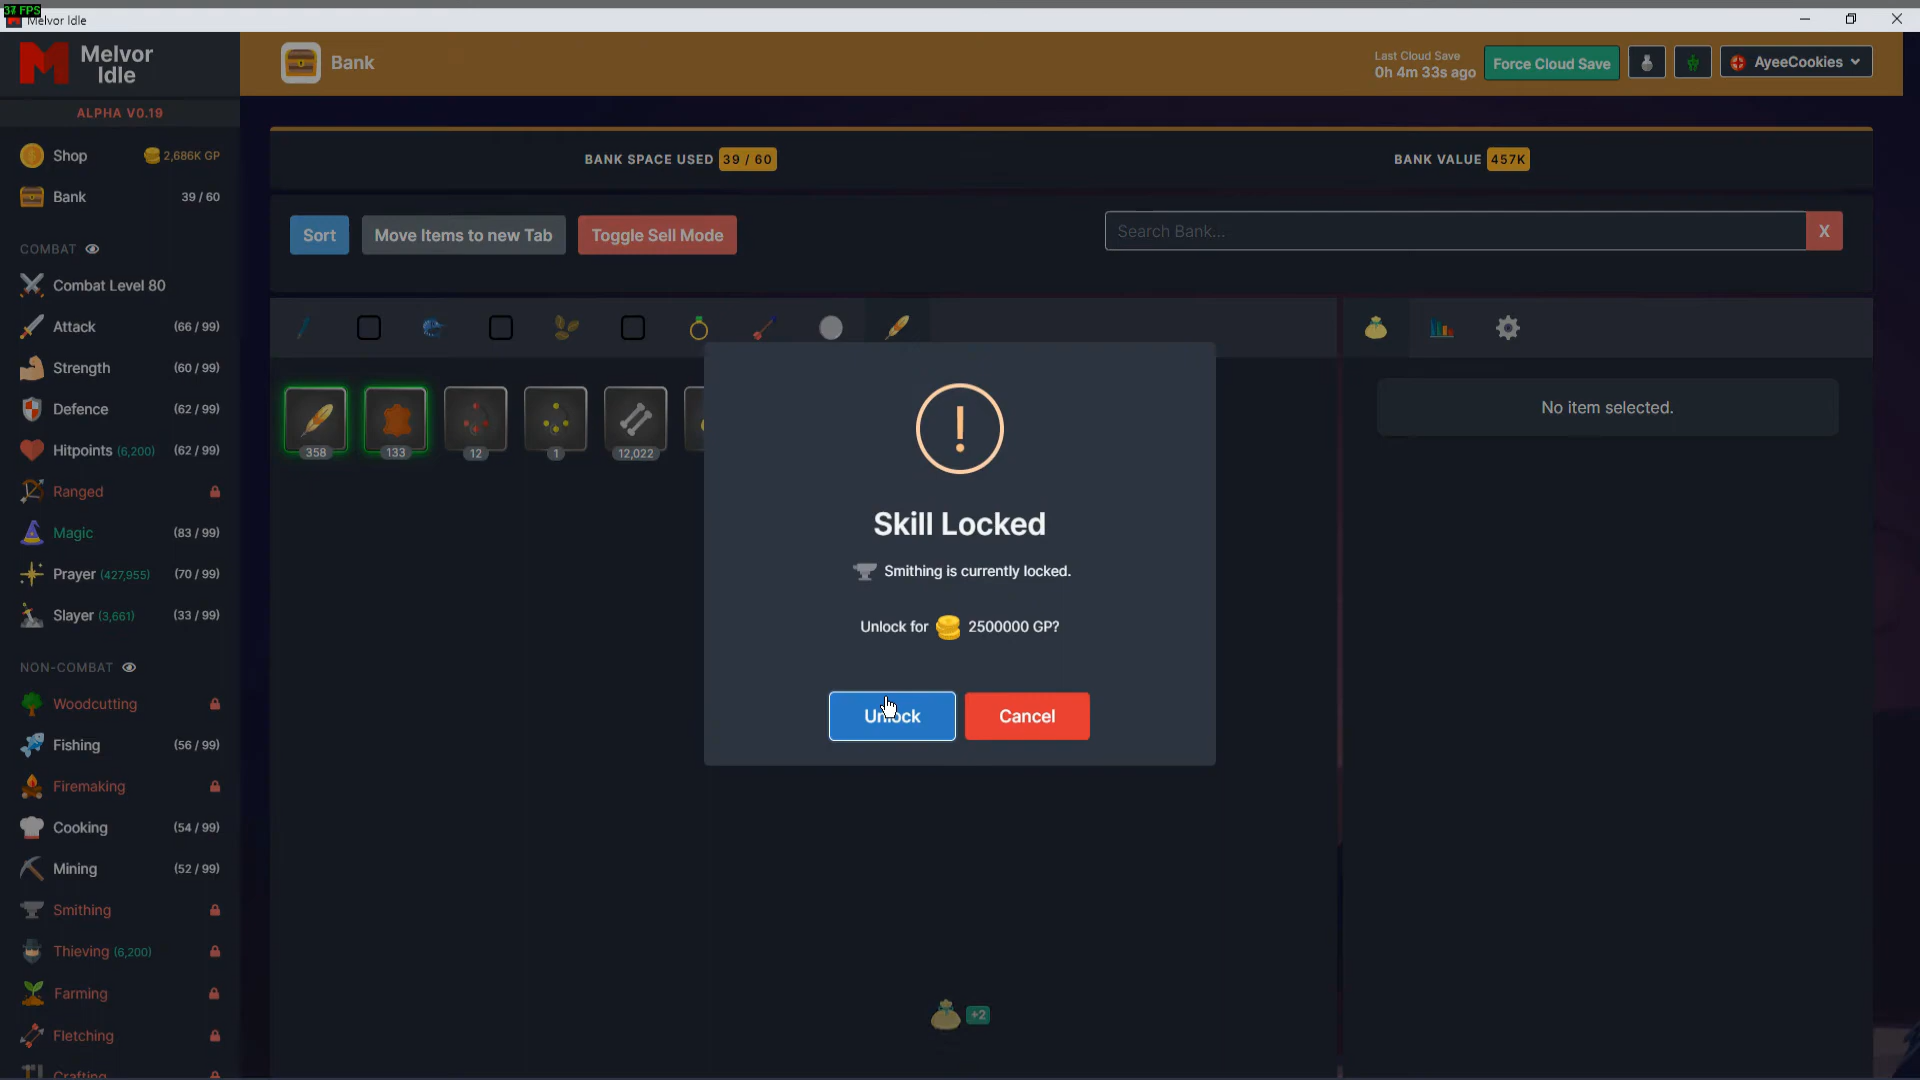 37 FPS
Melvor Idle
Melvor
Idle
Bank
Last Cloud Save
0h 4m 33s ago
Force Cloud Save
AyeeCookies
ALPHA V0.19
Shop 2,686K GP
Bank 39 / 60
COMBAT
Combat Level 80
Attack (66 / 99)
Strength (60 / 99)
Defence (62 / 99)
Hitpoints (6,200) (62 / 99)
Ranged
Magic (83 / 99)
Prayer (427,955) (70 / 99)
Slayer (3,661) (33 / 99)
NON-COMBAT
Woodcutting
Fishing (56 / 99)
Firemaking
Cooking (54 / 99)
Mining (52 / 99)
Smithing
Thieving (6,200)
Farming
Fletching
Crafting
BANK SPACE USED 39 / 60
BANK VALUE 457K
Sort
Move Items to new Tab
Toggle Sell Mode
Search Bank...
X
358
133
12
1
12,022
No item selected.
Skill Locked
Smithing is currently locked.
Unlock for 2500000 GP?
Unlock
Cancel
+2